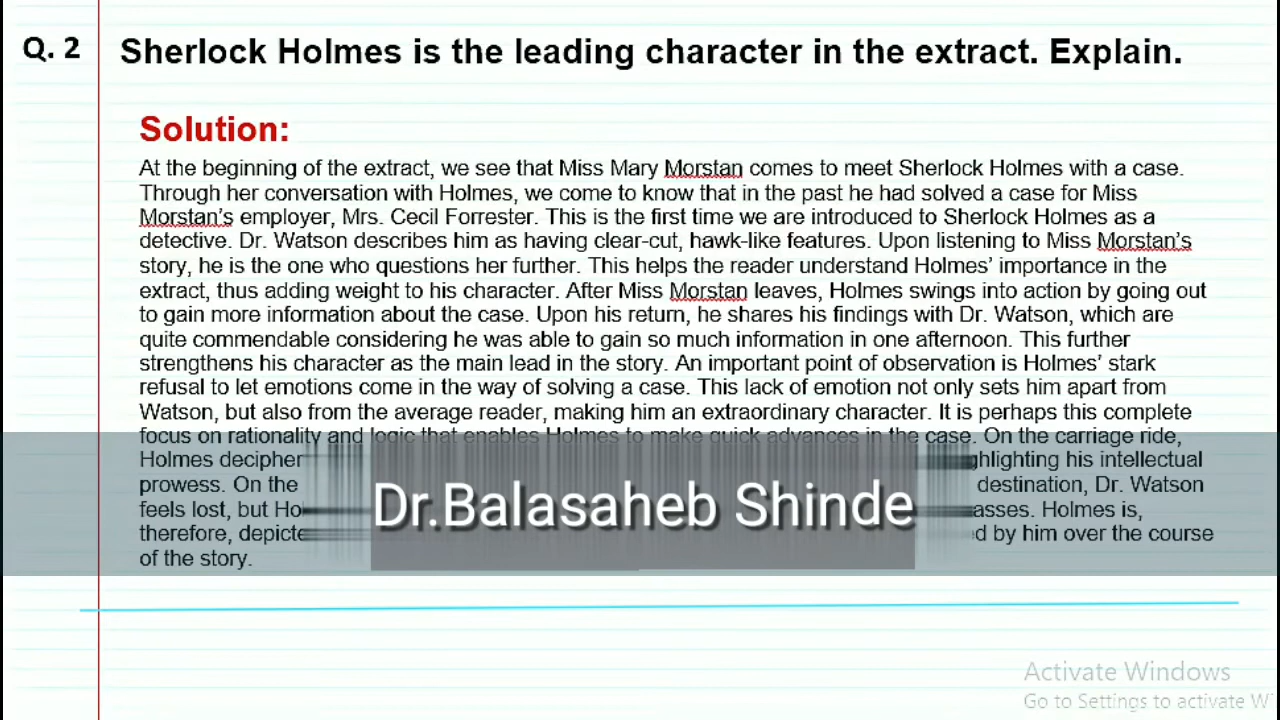 Q. 2 Sherlock Holmes is the leading character in the extract. Explain.
Solution:
At the beginning of the extract, we see that Miss Mary Morstan comes to meet Sherlock Holmes with a case.
Through her conversation with Holmes, we come to know that in the past he had solved a case for Miss
Morstan's employer, Mrs. Cecil Forrester. This is the first time we are introduced to Sherlock Holmes as a
detective. Dr. Watson describes him as having clear-cut, hawk-like features. Upon listening to Miss Morstan's
story, he is the one who questions her further. This helps the reader understand Holmes' importance in the
extract, thus adding weight to his character. After Miss Morstan leaves, Holmes swings into action by going out
to gain more information about the case. Upon his return, he shares his findings with Dr. Watson, which are
quite commendable considering he was able to gain so much information in one afternoon. This further
strengthens his character as the main lead in the story. An important point of observation is Holmes' stark
refusal to let emotions come in the way of solving a case. This lack of emotion not only sets him apart from
Watson, but also from the average reader, making him an extraordinary character. It is perhaps this complete
focus on rationality and logic that enables Holmes to make quick advances in the case. On the carriage ride,
Holmes intellectual
prowess. On the destination, Dr. Watson
feels lost, but Holmes is,
therefore, by him over the course
of the story.
Dr.Balasaheb Shinde
Activate Windows
Go to Settings to activate